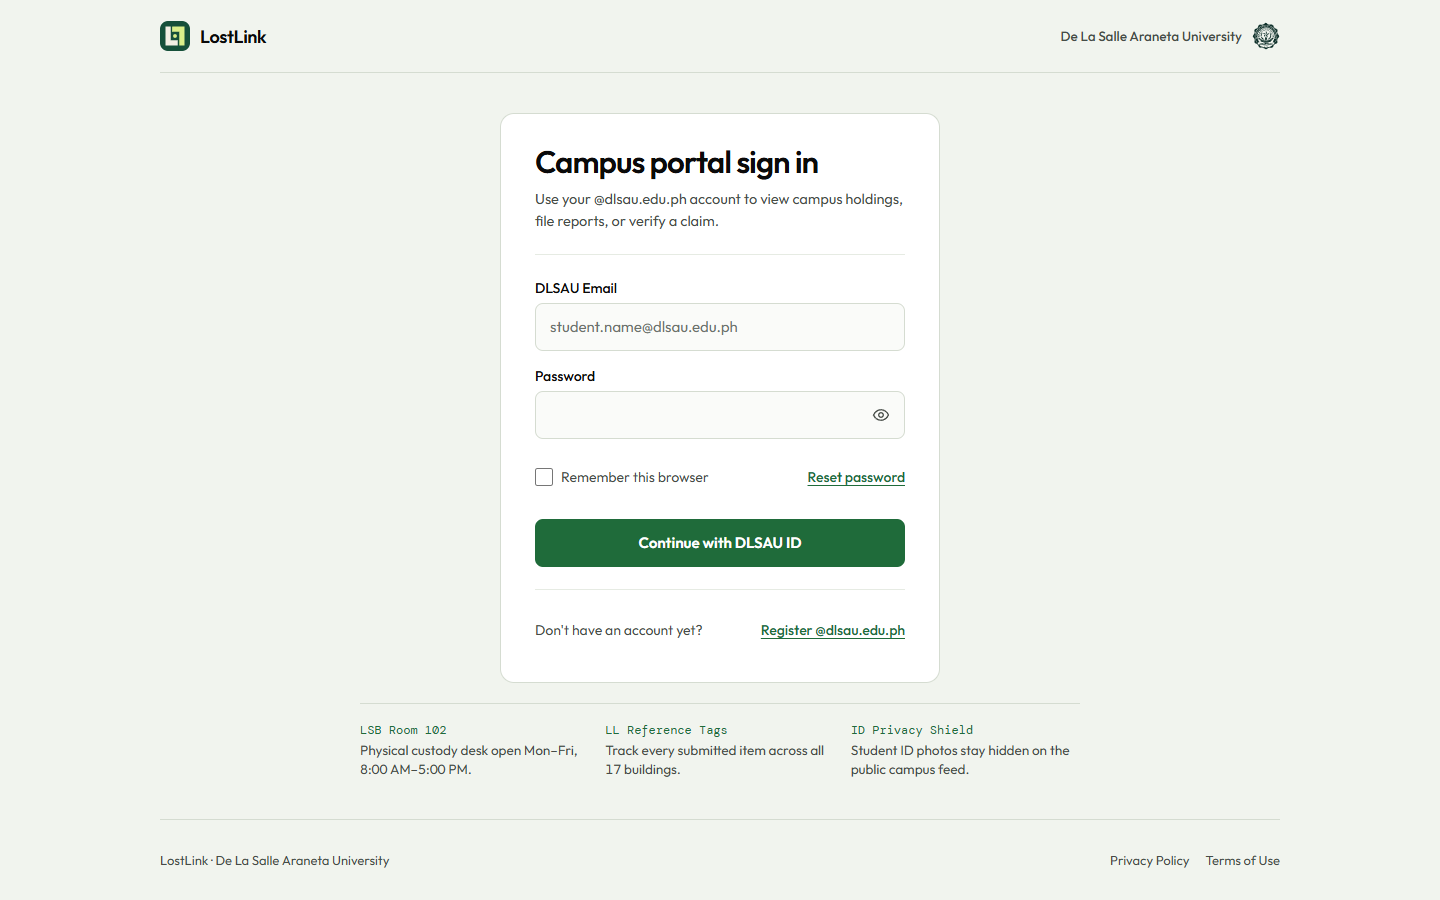 LostLink
De La Salle Araneta University
Campus portal sign in
Use your @dlsau.edu.ph account to view campus holdings,
file reports, or verify a claim.
DLSAU Email
student.name@dlsau.edu.ph
Password
Remember this browser
Reset password
Continue with DLSAU ID
Don't have an account yet?
Register @dlsau.edu.ph
LSB Room 102
Physical custody desk open Mon–Fri,
8:00 AM–5:00 PM.
LL Reference Tags
Track every submitted item across all
17 buildings.
ID Privacy Shield
Student ID photos stay hidden on the
public campus feed.
LostLink · De La Salle Araneta University
Privacy Policy
Terms of Use